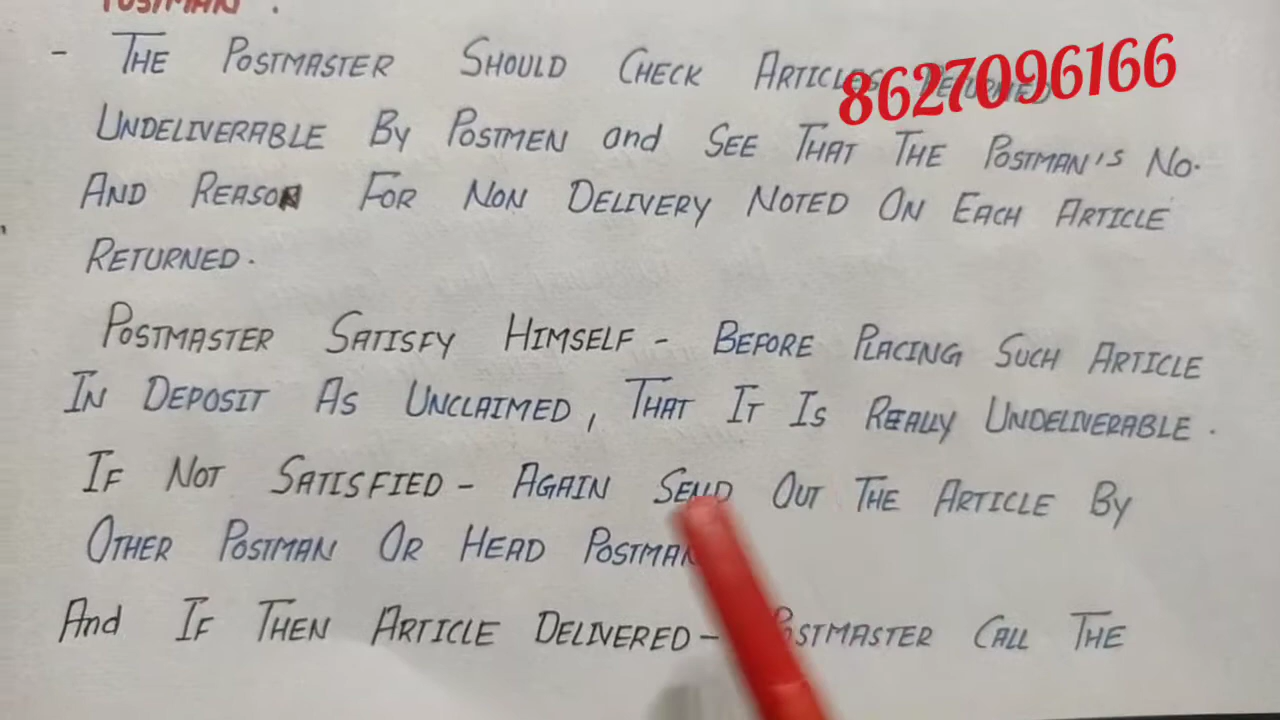 POSTMAN.
8627096166
- THE POSTMASTER SHOULD CHECK ARTICLES RETURNED
UNDELIVERABLE BY POSTMEN and SEE THAT THE POSTMAN'S NO.
AND REASON FOR NON DELIVERY NOTED ON EACH ARTICLE
RETURNED.
POSTMASTER SATISFY HIMSELF - BEFORE PLACING SUCH ARTICLE
IN DEPOSIT AS UNCLAIMED, THAT IT IS REALLY UNDELIVERABLE.
IF NOT SATISFIED - AGAIN SEND OUT THE ARTICLE BY
OTHER POSTMAN OR HEAD POSTMAN
And IF THEN ARTICLE DELIVERED - POSTMASTER CALL THE